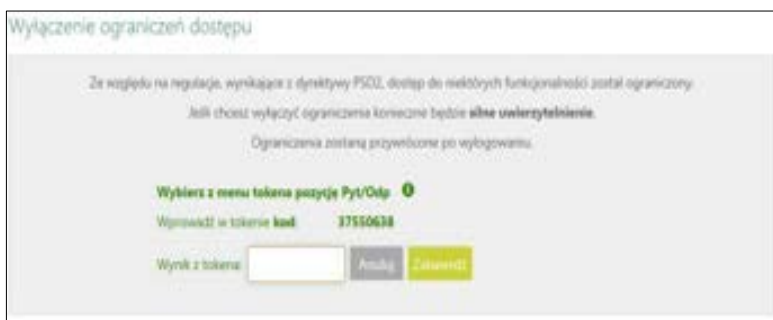 Wyłączenie ograniczeń dostępu
Ze względu na regulacje, wynikające z dyrektywy PSD2, dostęp do niektórych funkcjonalności został ograniczony.
Jeśli chcesz wyłączyć ograniczenia konieczne będzie silne uwierzytelnienie.
Ograniczenia zostaną przywrócone po wylogowaniu.
Wybierz z menu tokena pozycję Pyt/Odp
Wprowadź w tokenie kod: 37550638
Wynik z tokena: Anuluj Zatwierdź